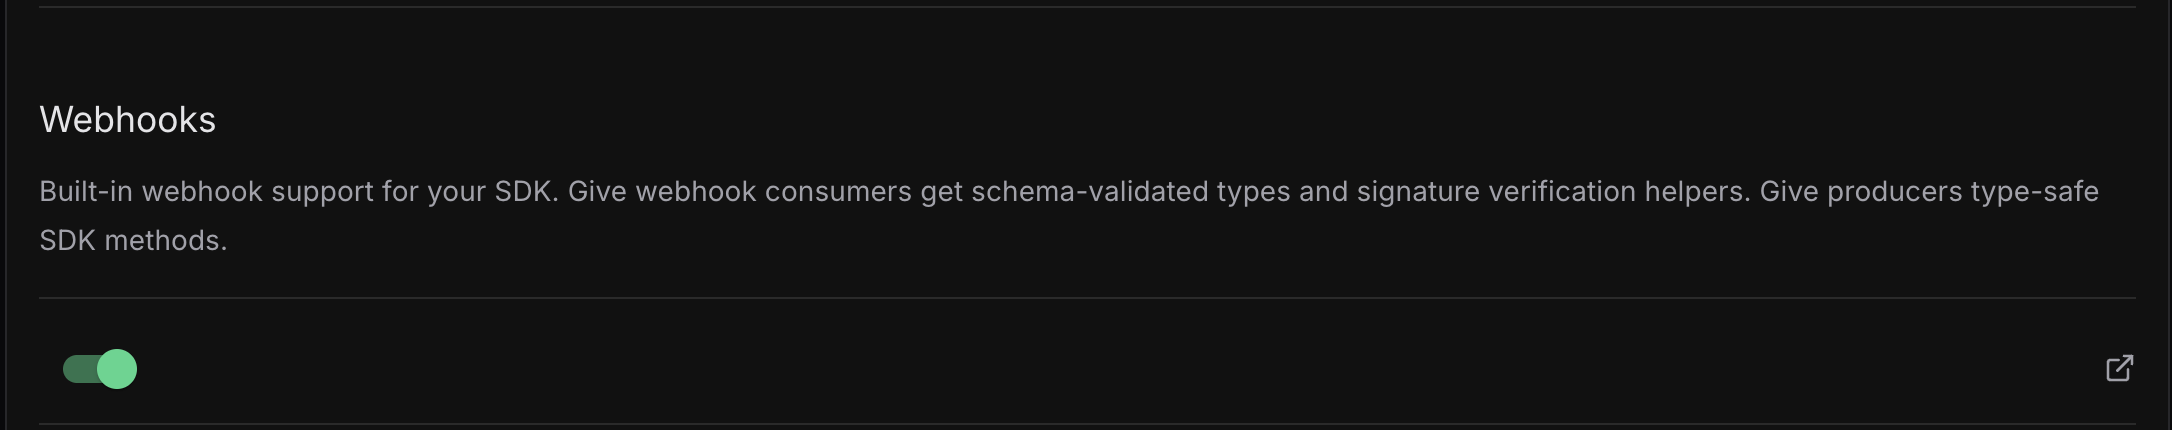 Webhooks
Built-in webhook support for your SDK. Give webhook consumers get schema-validated types and signature verification helpers. Give producers type-safe
SDK methods.